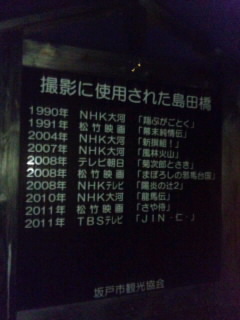 撮影に使用された島田橋
1990年 NHK大河 「翔ぶがごとく」
1991年 松竹映画 「幕末純情伝」
2004年 NHK大河 「新撰組！」
2007年 NHK大河 「風林火山」
2008年 テレビ朝日 「菊次郎とさき」
2008年 松竹映画 「まぼろしの邪馬台国」
2008年 NHKテレビ 「陽炎の辻2」
2010年 NHK大河 「龍馬伝」
2011年 松竹映画 「さや侍」
2011年 TBSテレビ 「JIN-仁-」
坂戸市観光協会